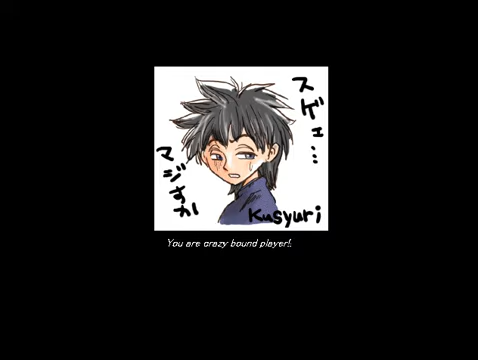 スゲェ…
マジすか
Kusyuri
You are crazy bound player!.